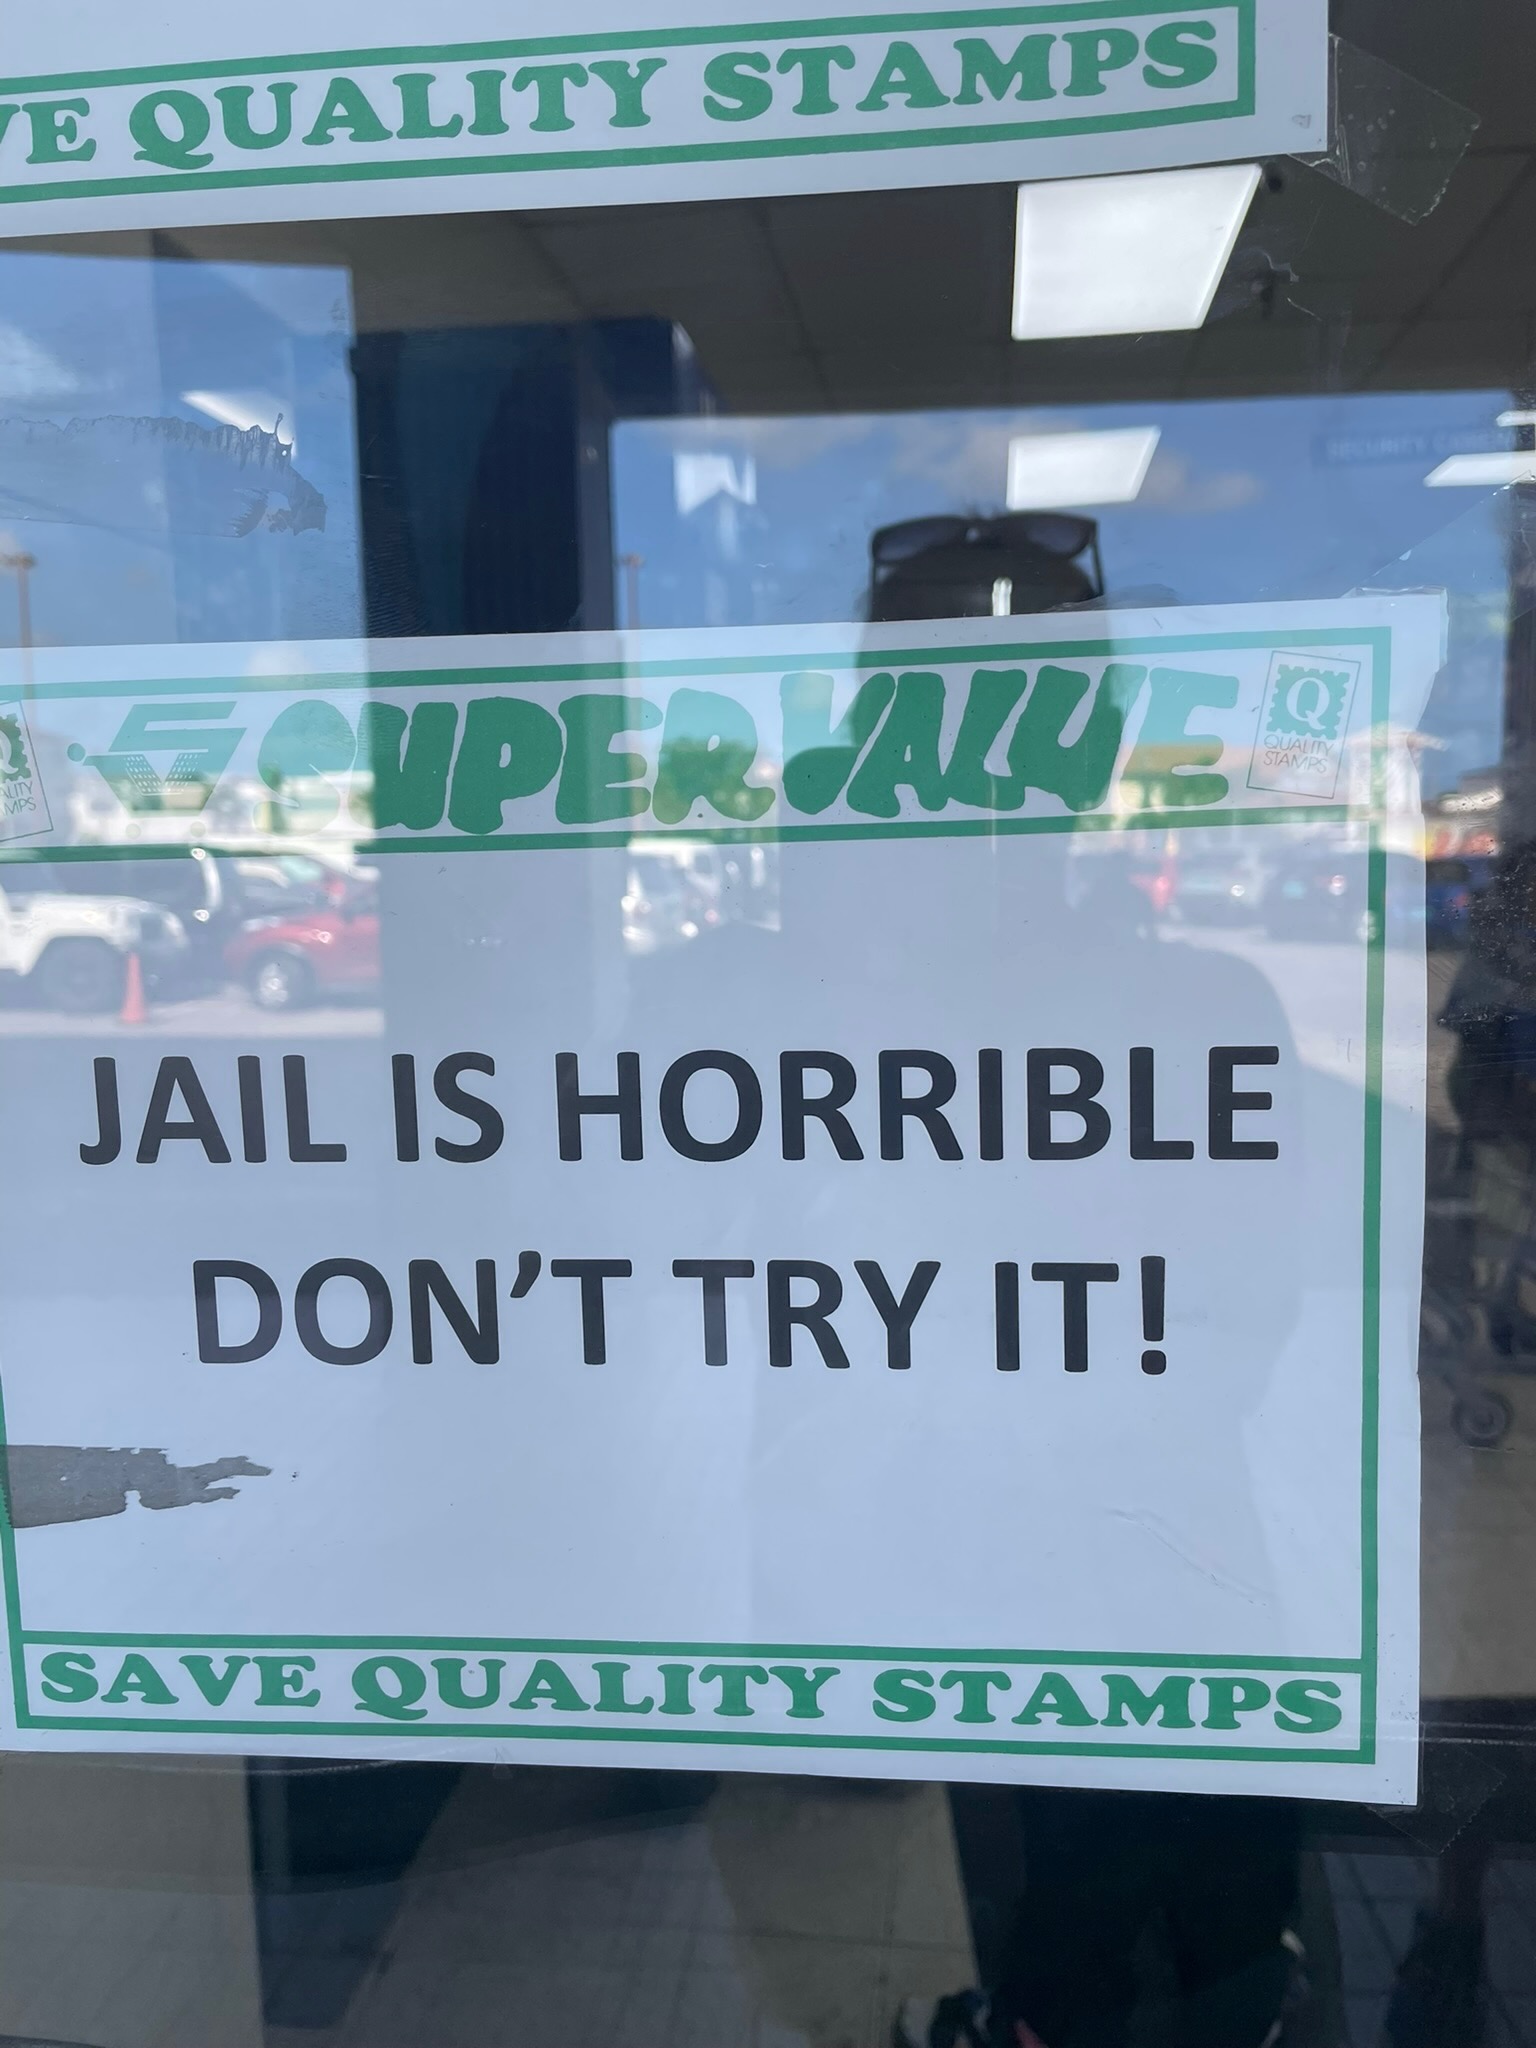 VE QUALITY STAMPS
SUPER VALUE
Q
QUALITY
STAMPS
JAIL IS HORRIBLE
DON’T TRY IT!
SAVE QUALITY STAMPS